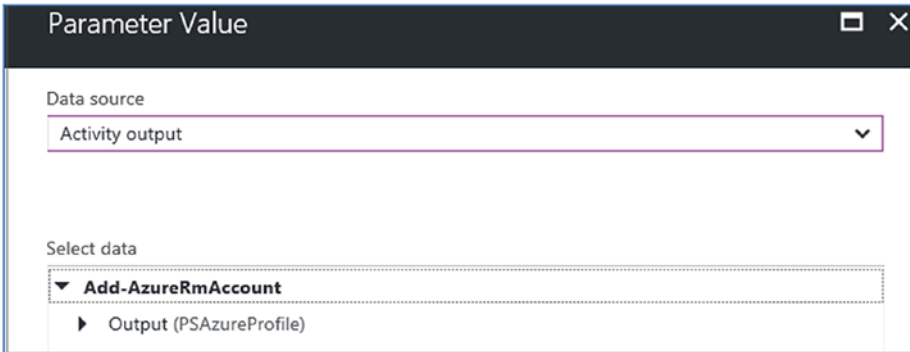 Parameter Value
Data source
Activity output
Select data
Add-AzureRmAccount
Output (PSAzureProfile)